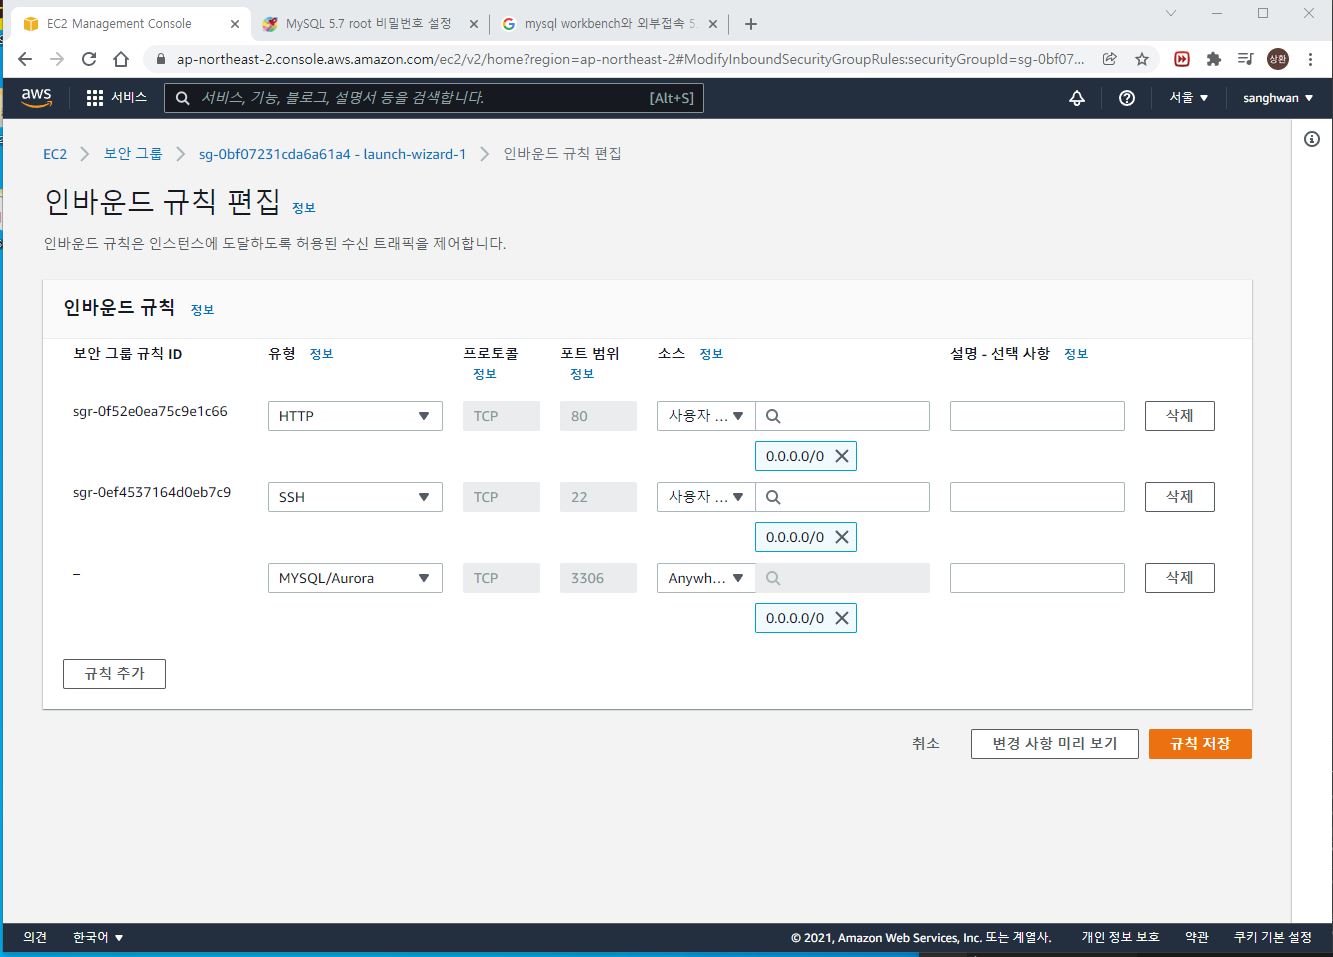 EC2 Management Console
MySQL 5.7 root 비밀번호 설정
mysql workbench와 외부접속 5.
ap-northeast-2.console.aws.amazon.com/ec2/v2/home?region=ap-northeast-2#ModifyInboundSecurityGroupRules:securityGroupId=sg-0bf07...
상환
aws 서비스 서비스, 기능, 블로그, 설명서 등을 검색합니다. [Alt+S] 서울 sanghwan
EC2 보안 그룹 sg-0bf07231cda6a61a4 - launch-wizard-1 인바운드 규칙 편집
인바운드 규칙 편집 정보
인바운드 규칙은 인스턴스에 도달하도록 허용된 수신 트래픽을 제어합니다.
인바운드 규칙 정보
보안 그룹 규칙 ID 유형 정보 프로토콜 정보 포트 범위 정보 소스 정보 설명 - 선택 사항 정보
sgr-0f52e0ea75c9e1c66 HTTP TCP 80 사용자 ... 삭제
0.0.0.0/0
sgr-0ef4537164d0eb7c9 SSH TCP 22 사용자 ... 삭제
0.0.0.0/0
– MYSQL/Aurora TCP 3306 Anywh... 삭제
0.0.0.0/0
규칙 추가
취소 변경 사항 미리 보기 규칙 저장
의견 한국어 © 2021, Amazon Web Services, Inc. 또는 계열사. 개인 정보 보호 약관 쿠키 기본 설정